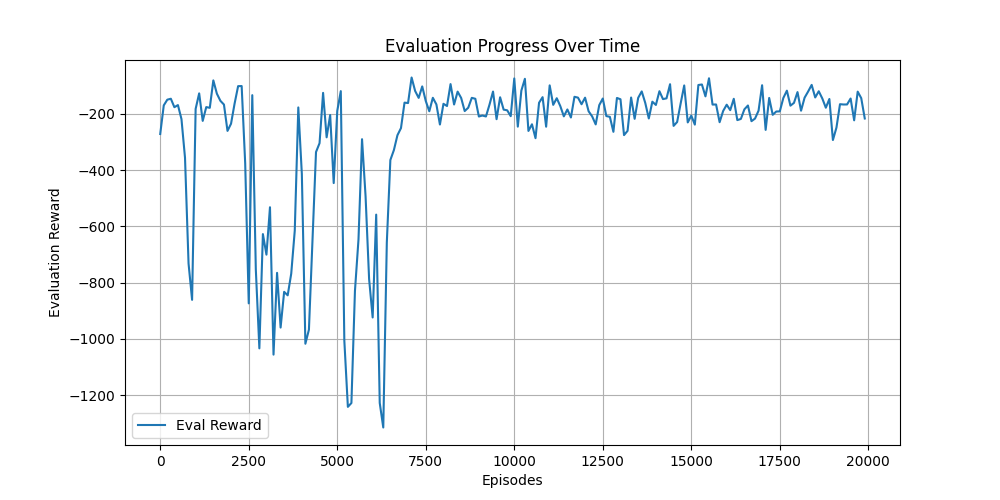 Evaluation Progress Over Time
Evaluation Reward
−200
−400
−600
−800
−1000
−1200
Eval Reward
0 2500 5000 7500 10000 12500 15000 17500 20000
Episodes